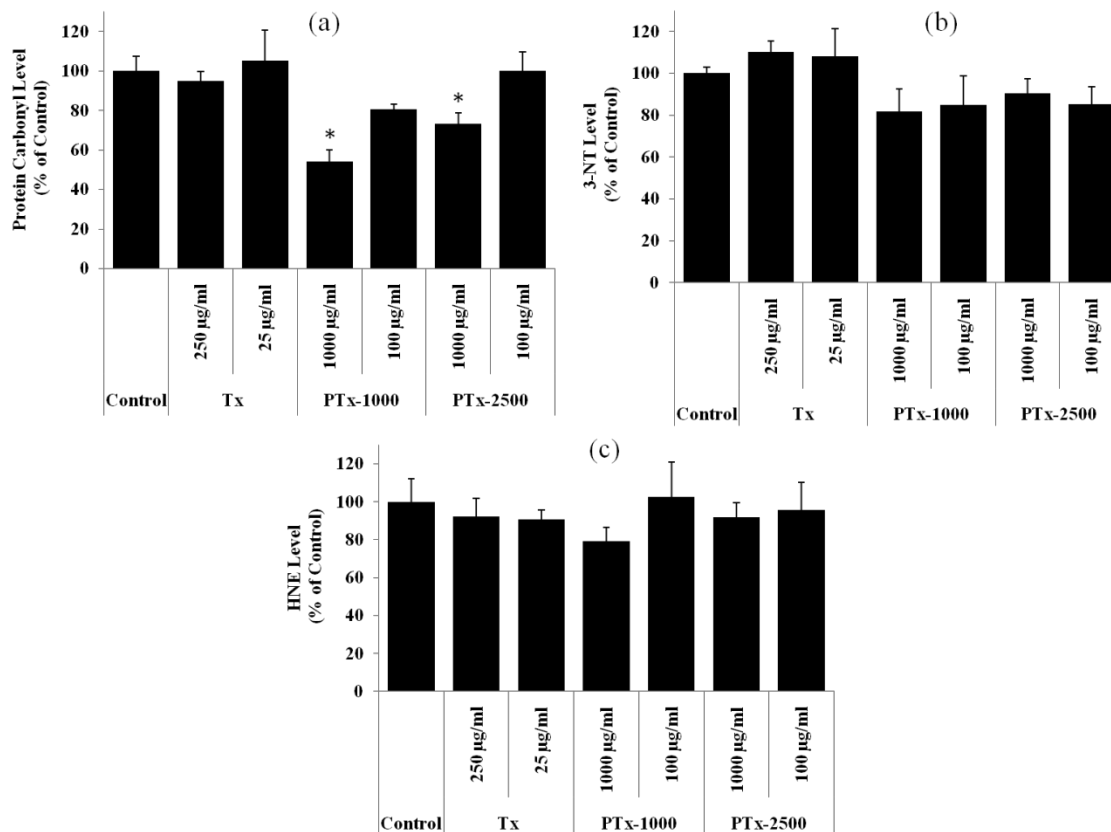 (a)
Protein Carbonyl Level
(% of Control)
120
100
80
60
40
20
0
*
*
250 µg/ml
25 µg/ml
1000 µg/ml
100 µg/ml
1000 µg/ml
100 µg/ml
Control
Tx
PTx-1000
PTx-2500
(b)
3-NT Level
(% of Control)
120
100
80
60
40
20
0
250 µg/ml
25 µg/ml
1000 µg/ml
100 µg/ml
1000 µg/ml
100 µg/ml
Control
Tx
PTx-1000
PTx-2500
(c)
HNE Level
(% of Control)
120
100
80
60
40
20
0
250 µg/ml
25 µg/ml
1000 µg/ml
100 µg/ml
1000 µg/ml
100 µg/ml
Control
Tx
PTx-1000
PTx-2500